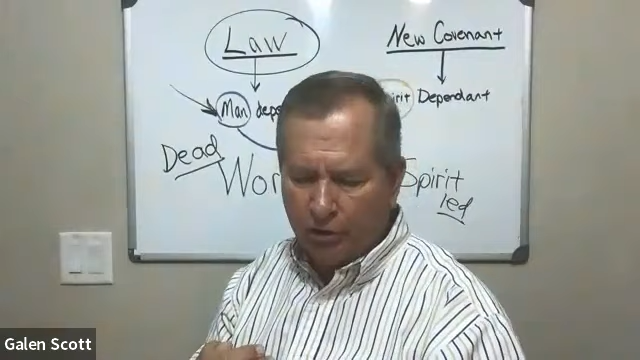 Law
New Covenant
Man
Dependant
Dead
Spirit
led
Galen Scott